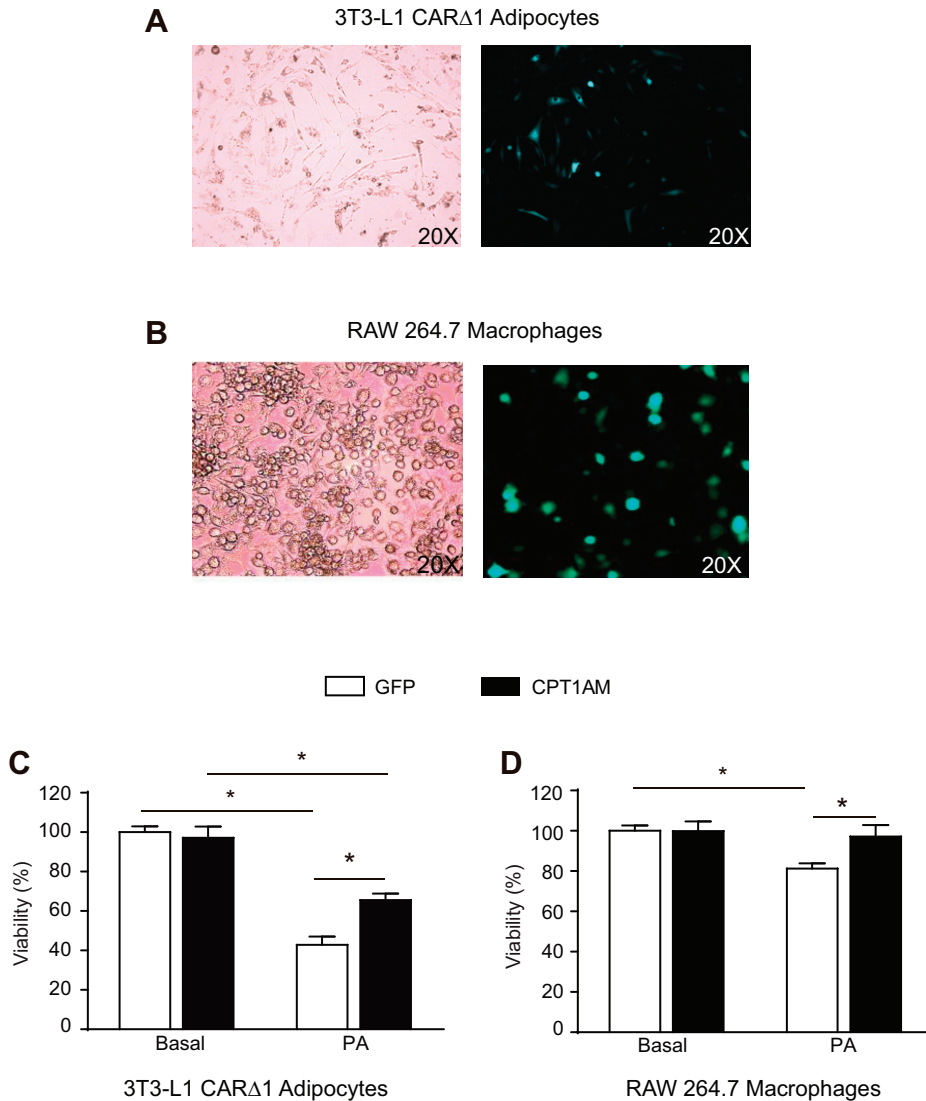 A
3T3-L1 CARΔ1 Adipocytes
20X
20X
B
RAW 264.7 Macrophages
20X
20X
GFP
CPT1AM
C
*
*
*
120
100
80
60
40
20
0
Viability (%)
Basal
PA
3T3-L1 CARΔ1 Adipocytes
D
*
*
120
100
80
60
40
20
0
Viability (%)
Basal
PA
RAW 264.7 Macrophages